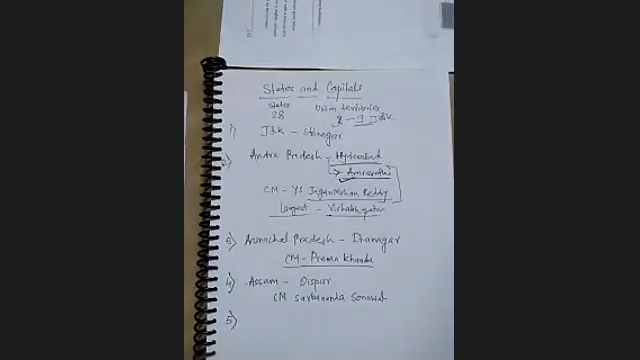 States and Capitals
States Union territories
28 8 - 9 J&K
1) J&K - Srinagar
2) Andra Pradesh - Hyderabad
Amravathi
CM - YS JaganMohan Reddy
Largest - Vishakhapatnam
3) Arunachal Pradesh - Itanagar
CM - Prema Khandu
4) Assam - Dispur
CM Sarbananda Sonowal
5)